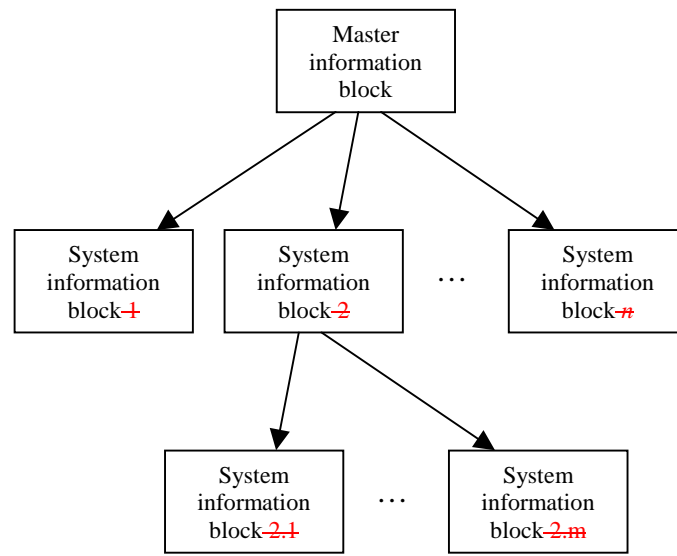 Master
information
block
System
information
block 1
System
information
block 2
…
System
information
block n
System
information
block 2.1
…
System
information
block 2.m